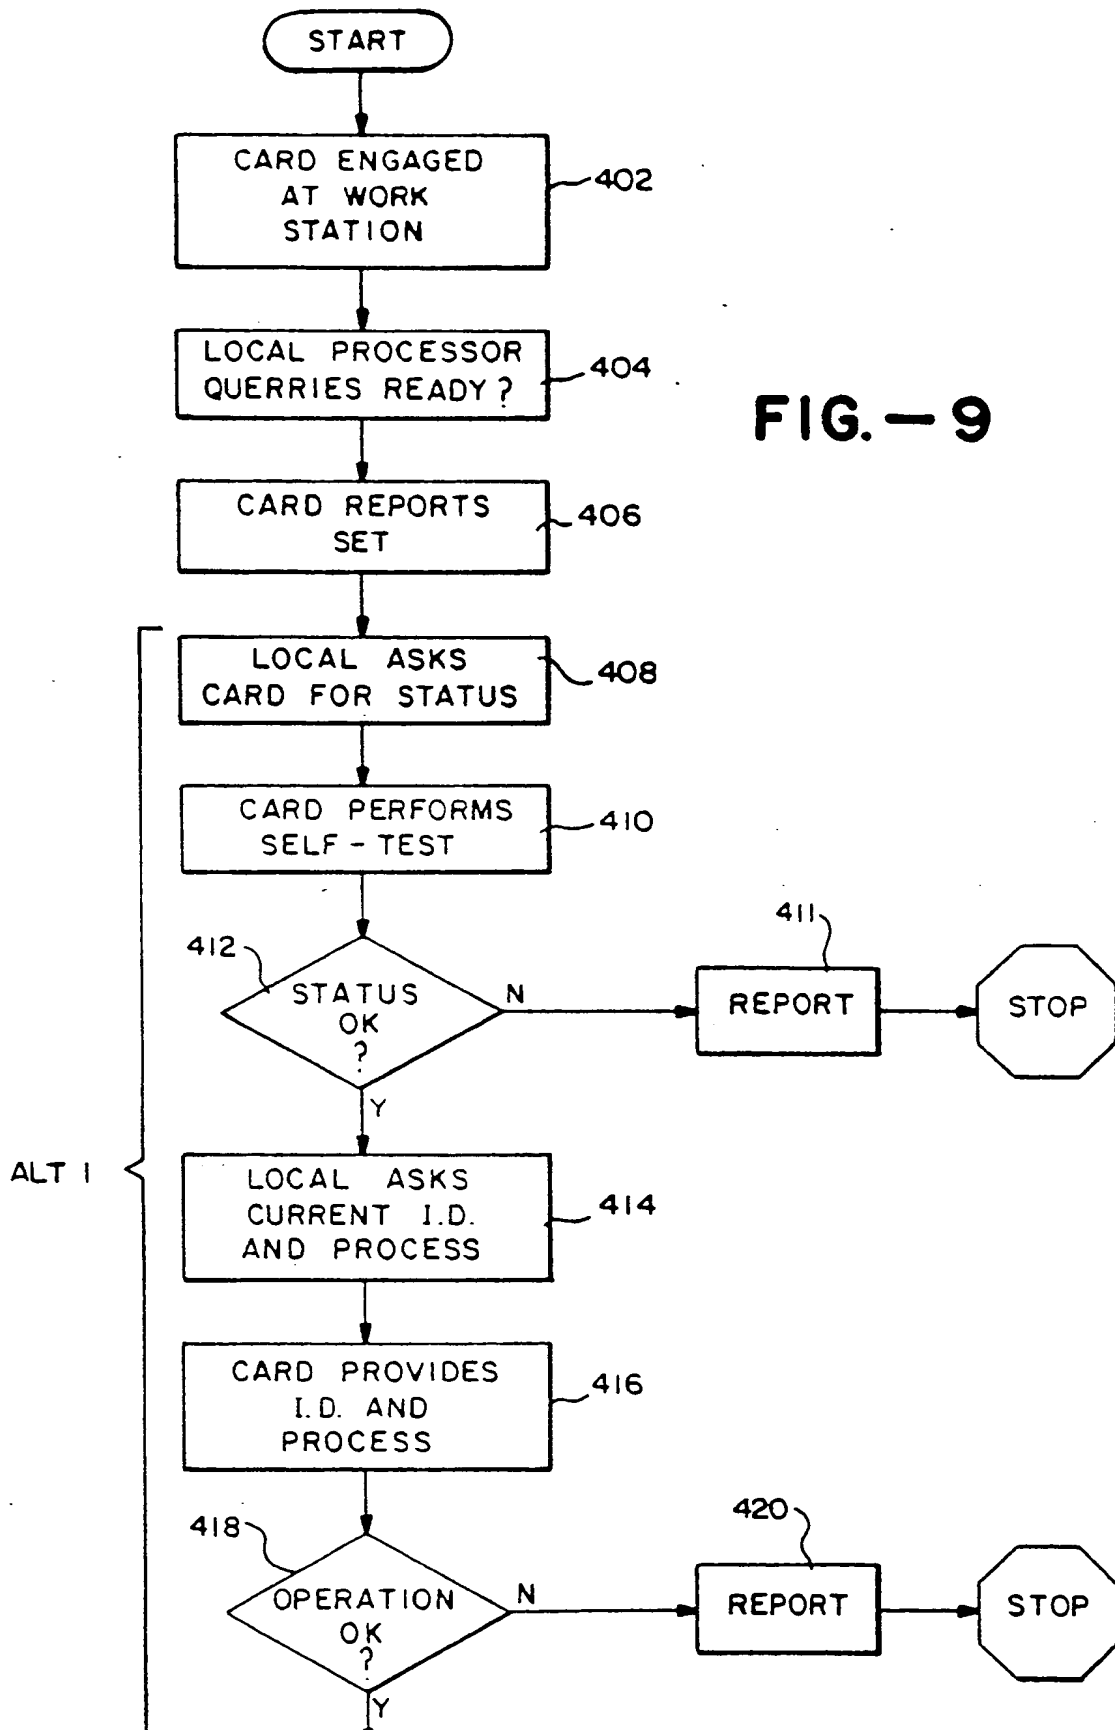 START
CARD ENGAGED
AT WORK
STATION
402
LOCAL PROCESSOR
QUERRIES READY?
404
FIG.-9
CARD REPORTS
SET
406
LOCAL ASKS
CARD FOR STATUS
408
CARD PERFORMS
SELF-TEST
410
412
STATUS
OK
?
N
411
REPORT
STOP
Y
ALT 1
LOCAL ASKS
CURRENT I.D.
AND PROCESS
414
CARD PROVIDES
I.D. AND
PROCESS
416
418
OPERATION
OK
?
N
420
REPORT
STOP
Y